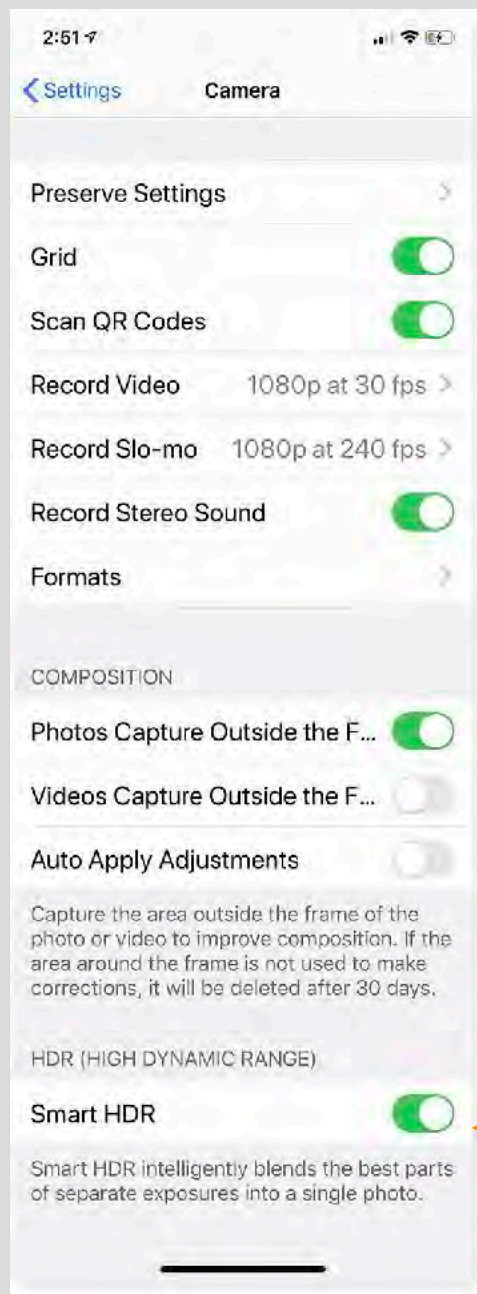 2:51
Settings
Camera
Preserve Settings
Grid
Scan QR Codes
Record Video 1080p at 30 fps
Record Slo-mo 1080p at 240 fps
Record Stereo Sound
Formats
COMPOSITION
Photos Capture Outside the F...
Videos Capture Outside the F...
Auto Apply Adjustments
Capture the area outside the frame of the
photo or video to improve composition. If the
area around the frame is not used to make
corrections, it will be deleted after 30 days.
HDR (HIGH DYNAMIC RANGE)
Smart HDR
Smart HDR intelligently blends the best parts
of separate exposures into a single photo.